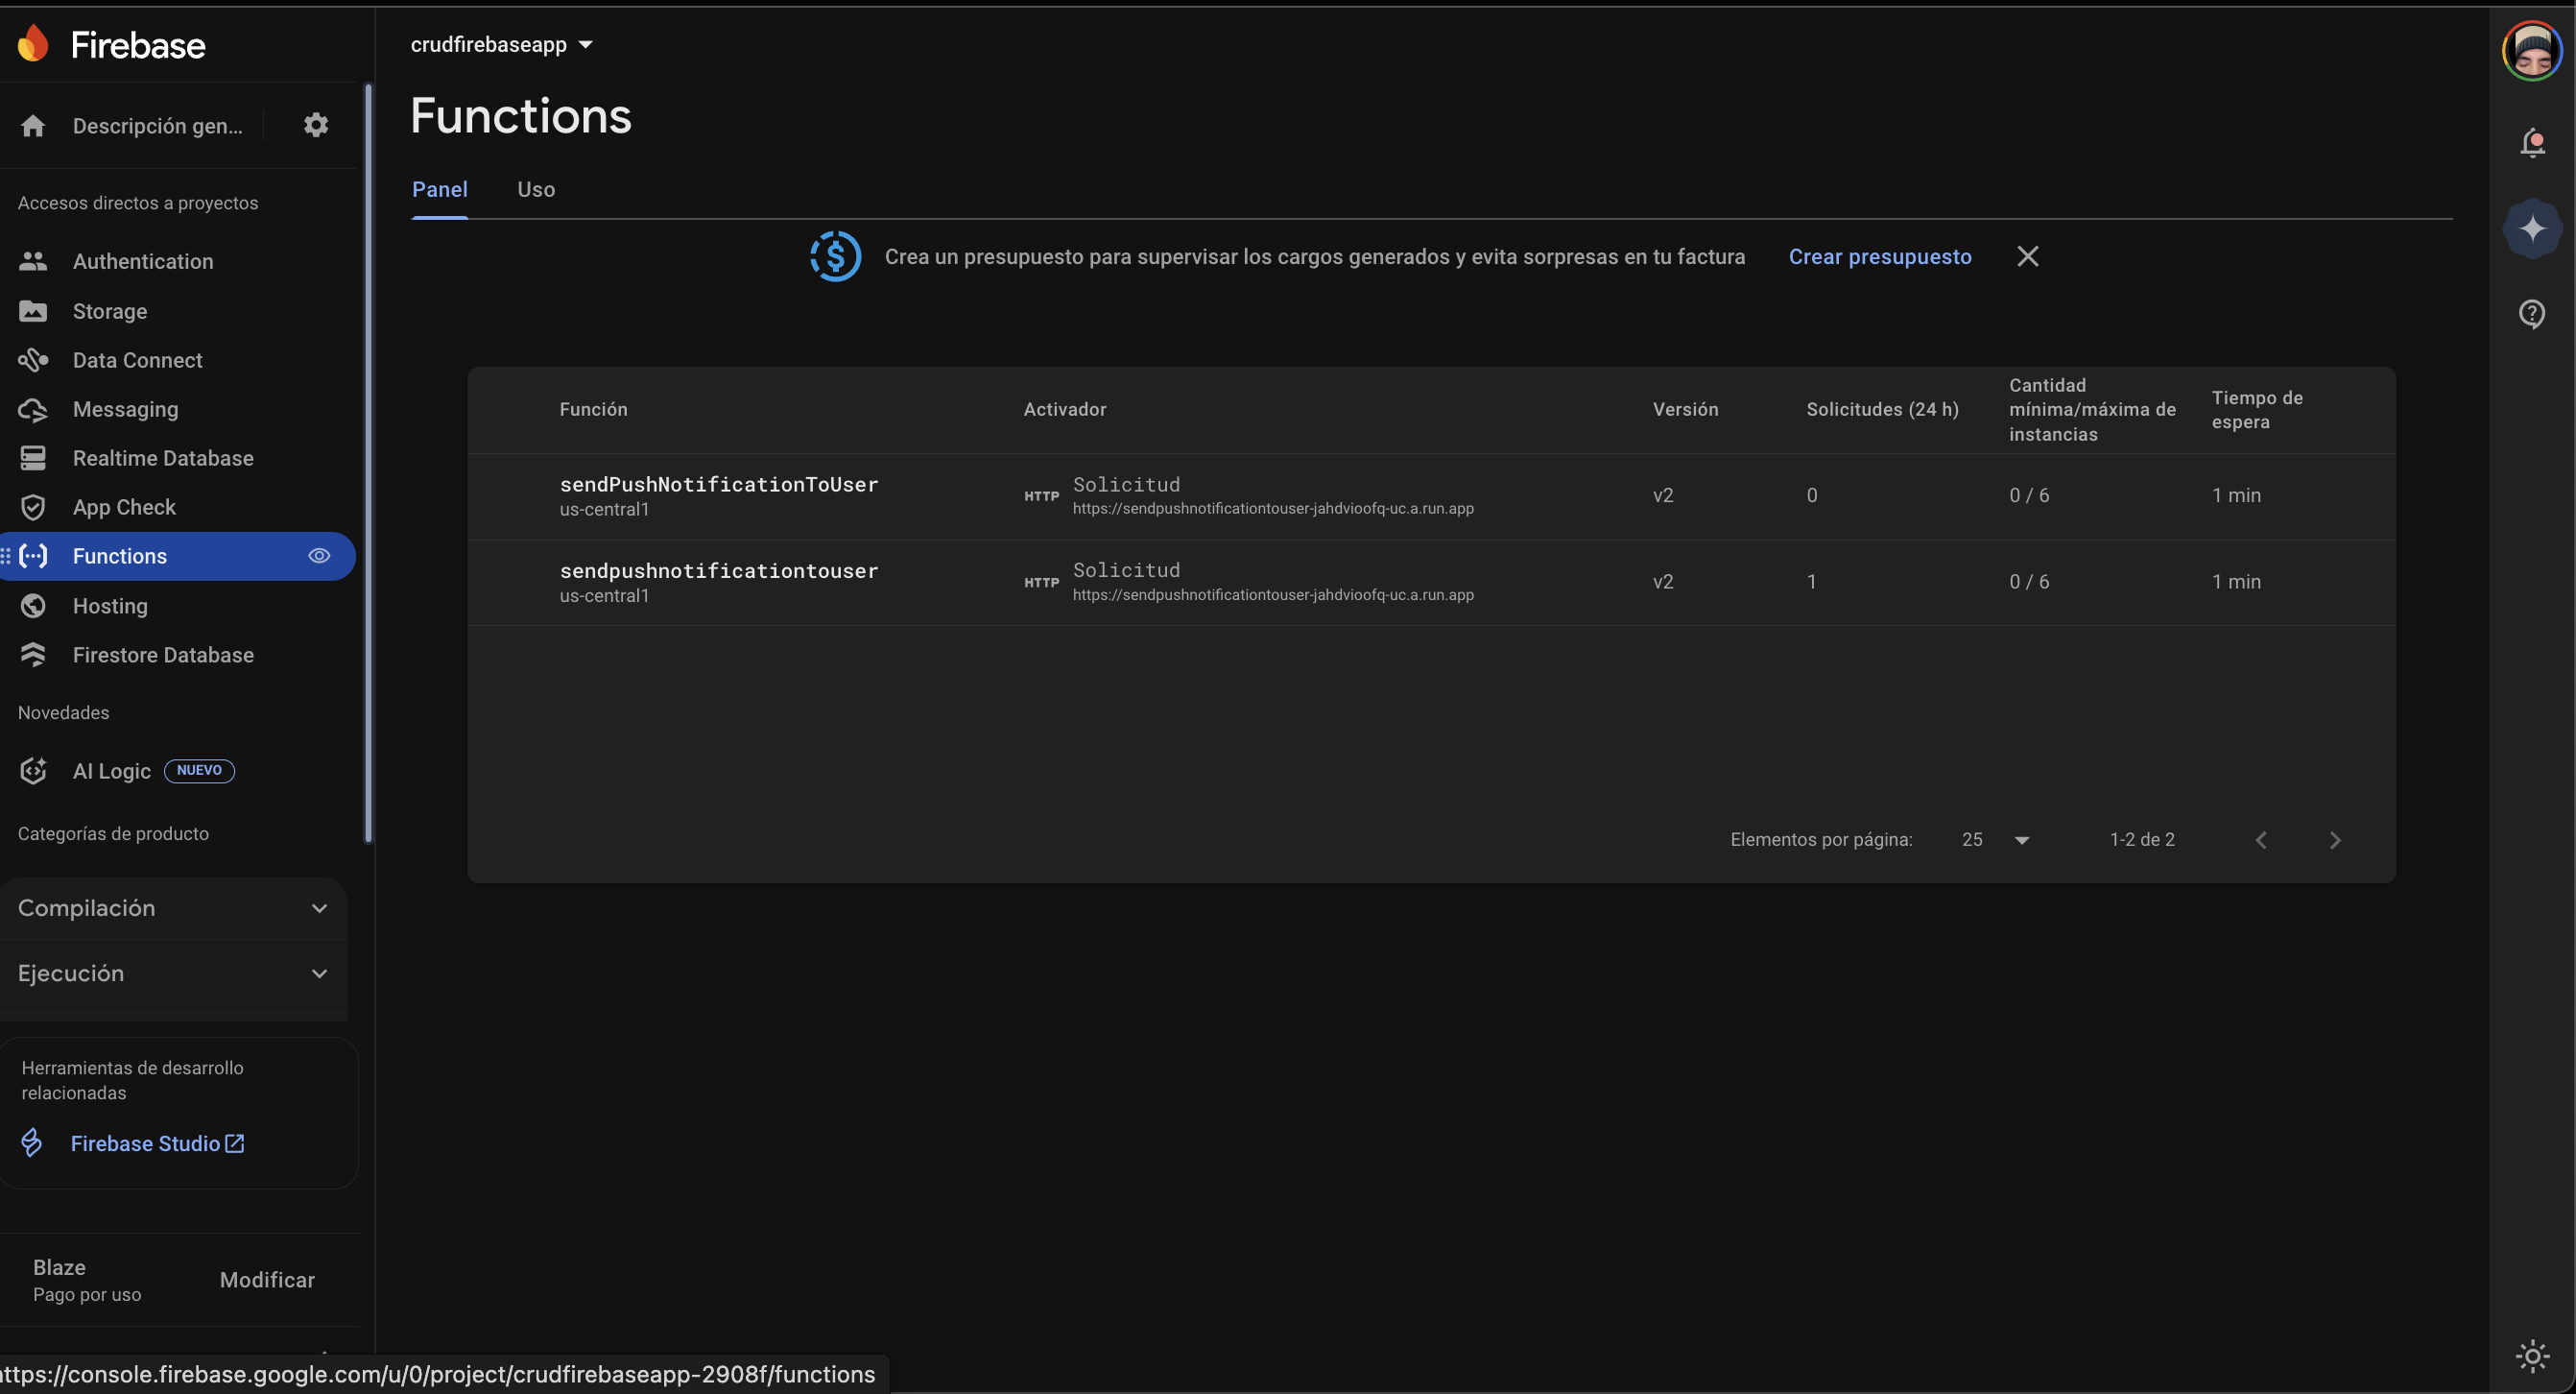 Firebase
crudfirebaseapp
Descripción gen...
Functions
Panel
Uso
Accesos directos a proyectos
Crea un presupuesto para supervisar los cargos generados y evita sorpresas en tu factura
Crear presupuesto
Authentication
Storage
Data Connect
Messaging
Realtime Database
App Check
Functions
Hosting
Firestore Database
Novedades
AI Logic NUEVO
Categorías de producto
Compilación
Ejecución
Herramientas de desarrollo
relacionadas
Firebase Studio
Blaze
Pago por uso
Modificar
Función
Activador
Versión
Solicitudes (24 h)
Cantidad
mínima/máxima de
instancias
Tiempo de
espera
sendPushNotificationToUser
us-central1
HTTP
Solicitud
https://sendpushnotificationtouser-jahdvioofq-uc.a.run.app
v2
0
0 / 6
1 min
sendpushnotificationtouser
us-central1
HTTP
Solicitud
https://sendpushnotificationtouser-jahdvioofq-uc.a.run.app
v2
1
0 / 6
1 min
Elementos por página:
25
1-2 de 2
ttps://console.firebase.google.com/u/0/project/crudfirebaseapp-2908f/functions